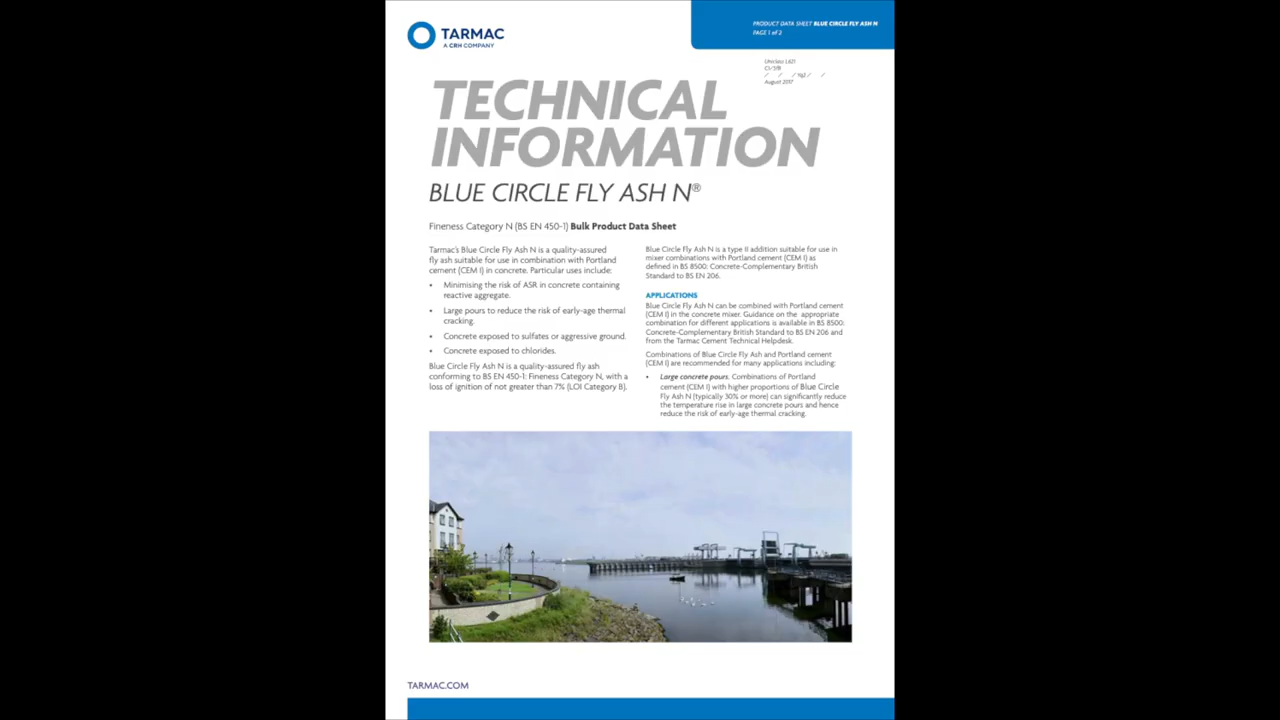 TARMAC
A CRH COMPANY
PRODUCT DATA SHEET BLUE CIRCLE FLY ASH N
PAGE 1 of 2
Uniclass L621
CI/SfB
/ / / Yq2 / /
August 2017
TECHNICAL
INFORMATION
BLUE CIRCLE FLY ASH N®
Fineness Category N (BS EN 450-1) Bulk Product Data Sheet
Tarmac's Blue Circle Fly Ash N is a quality-assured
fly ash suitable for use in combination with Portland
cement (CEM I) in concrete. Particular uses include:
• Minimising the risk of ASR in concrete containing
reactive aggregate.
• Large pours to reduce the risk of early-age thermal
cracking.
• Concrete exposed to sulfates or aggressive ground.
• Concrete exposed to chlorides.
Blue Circle Fly Ash N is a quality-assured fly ash
conforming to BS EN 450-1: Fineness Category N, with a
loss of ignition of not greater than 7% (LOI Category B).
Blue Circle Fly Ash N is a type II addition suitable for use in
mixer combinations with Portland cement (CEM I) as
defined in BS 8500: Concrete-Complementary British
Standard to BS EN 206.
APPLICATIONS
Blue Circle Fly Ash N can be combined with Portland cement
(CEM I) in the concrete mixer. Guidance on the appropriate
combination for different applications is available in BS 8500:
Concrete-Complementary British Standard to BS EN 206 and
from the Tarmac Cement Technical Helpdesk.
Combinations of Blue Circle Fly Ash and Portland cement
(CEM I) are recommended for many applications including:
• Large concrete pours. Combinations of Portland
cement (CEM I) with higher proportions of Blue Circle
Fly Ash N (typically 30% or more) can significantly reduce
the temperature rise in large concrete pours and hence
reduce the risk of early-age thermal cracking.
TARMAC.COM